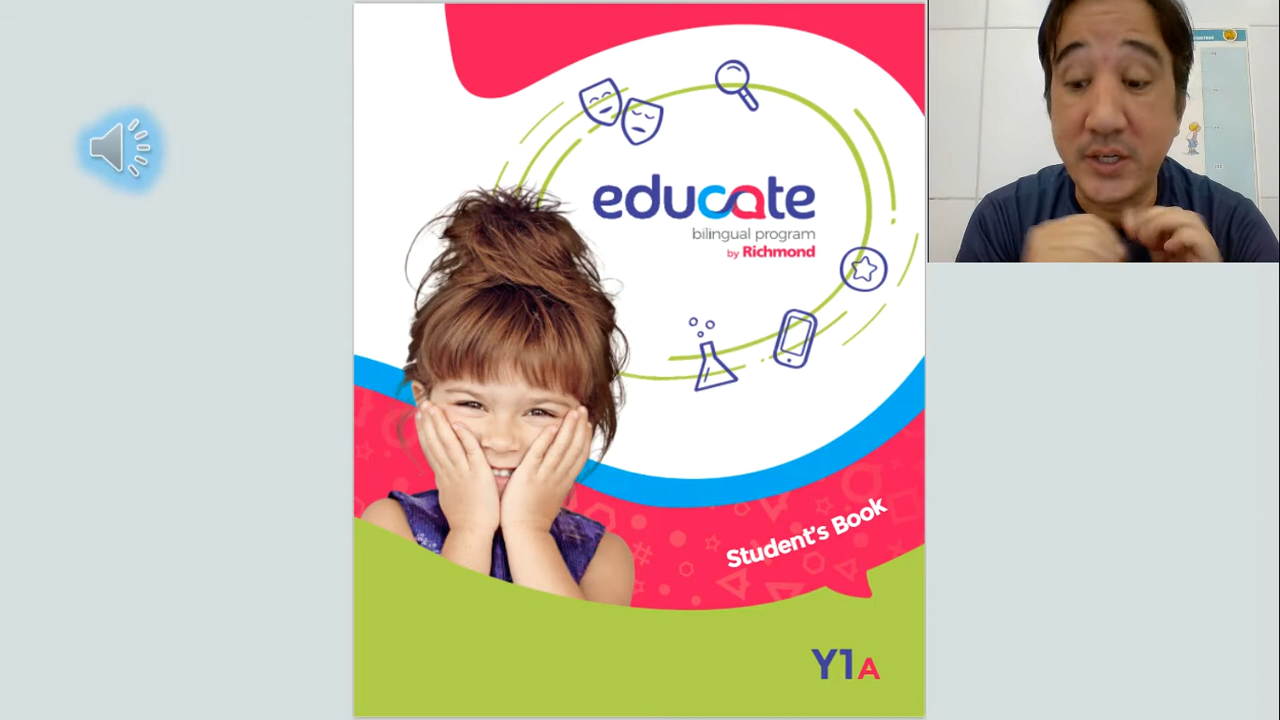 educate
bilingual program
by Richmond
Student's Book
Y1A